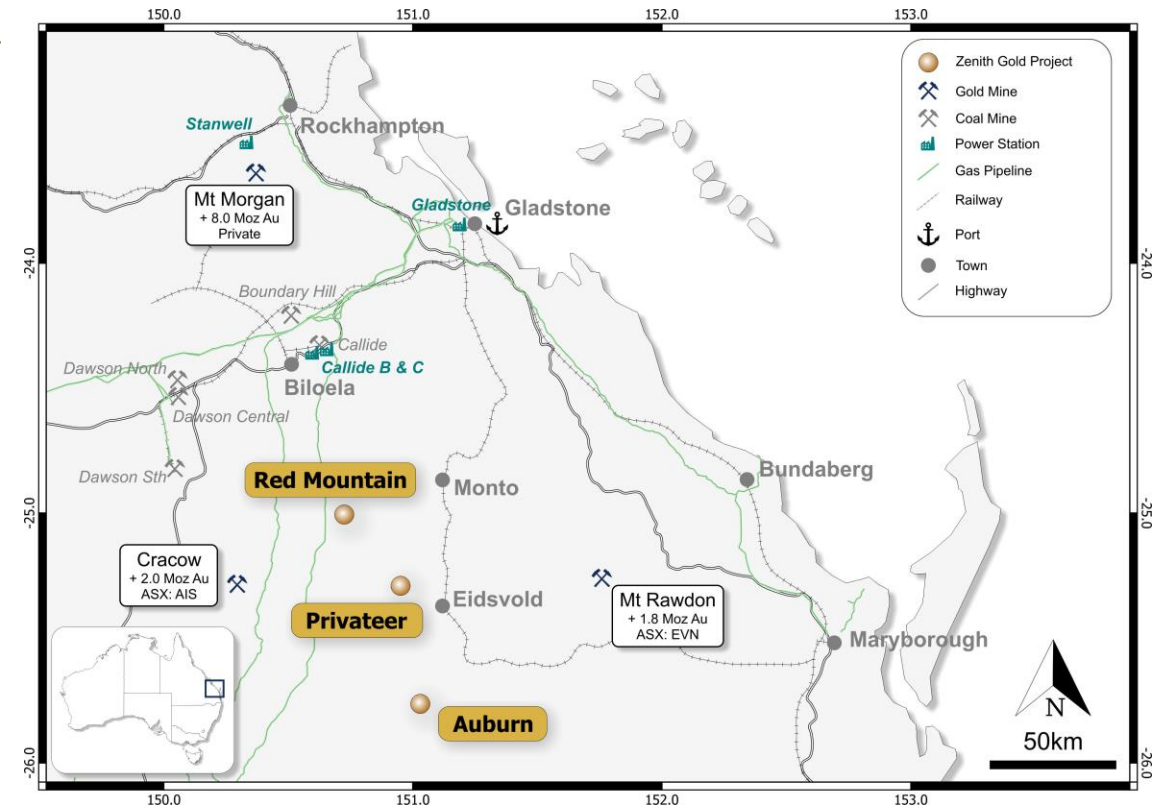 150.0
151.0
152.0
153.0
Zenith Gold Project
Gold Mine
Coal Mine
Power Station
Gas Pipeline
Railway
Port
Town
Highway
Stanwell
Rockhampton
Mt Morgan
+ 8.0 Moz Au
Private
Gladstone
Gladstone
-24.0
-24.0
Boundary Hill
Callide
Callide B & C
Dawson North
Biloela
Dawson Central
Dawson Sth
Red Mountain
Monto
Bundaberg
-25.0
-25.0
Cracow
+ 2.0 Moz Au
ASX: AIS
Privateer
Eidsvold
Mt Rawdon
+ 1.8 Moz Au
ASX: EVN
Maryborough
Auburn
N
50km
-26.0
-26.0
150.0
151.0
152.0
153.0